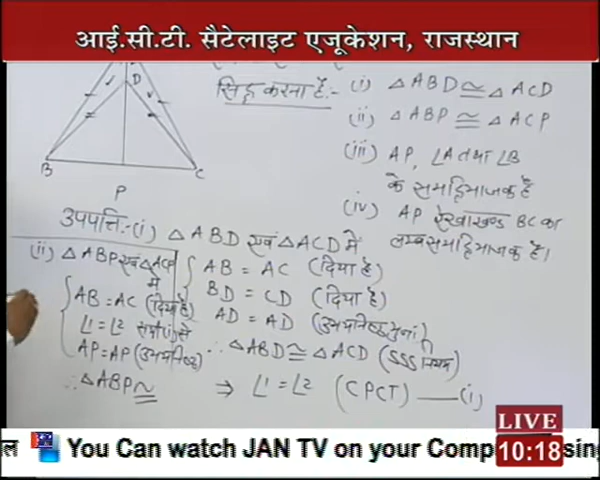 आई.सी.टी. सैटेलाइट एजूकेशन, राजस्थान
D
B
C
P
सिद्ध करना है:- (i) △ABD ≅ △ACD
(ii) △ABP ≅ △ACP
(iii) AP, ∠A तथा ∠B
के समद्विभाजक है
(iv) AP रेखाखण्ड BC का
लम्बसमद्विभाजक है।
उपपत्ति:- (i) △ABD एवं △ACD में
AB = AC (दिया है)
BD = CD (दिया है)
AD = AD (उभयनिष्ठ भुजा)
∴ △ABD ≅ △ACD (SSS नियम)
⇒ ∠1 = ∠2 (CPCT) — (i)
(ii) △ABP एवं △ACP
में
AB = AC (दिया है)
∠1 = ∠2 समी(i) से
AP = AP (उभयनिष्ठ)
∴ △ABP ≅
LIVE
10:18
You Can watch JAN TV on your Comp